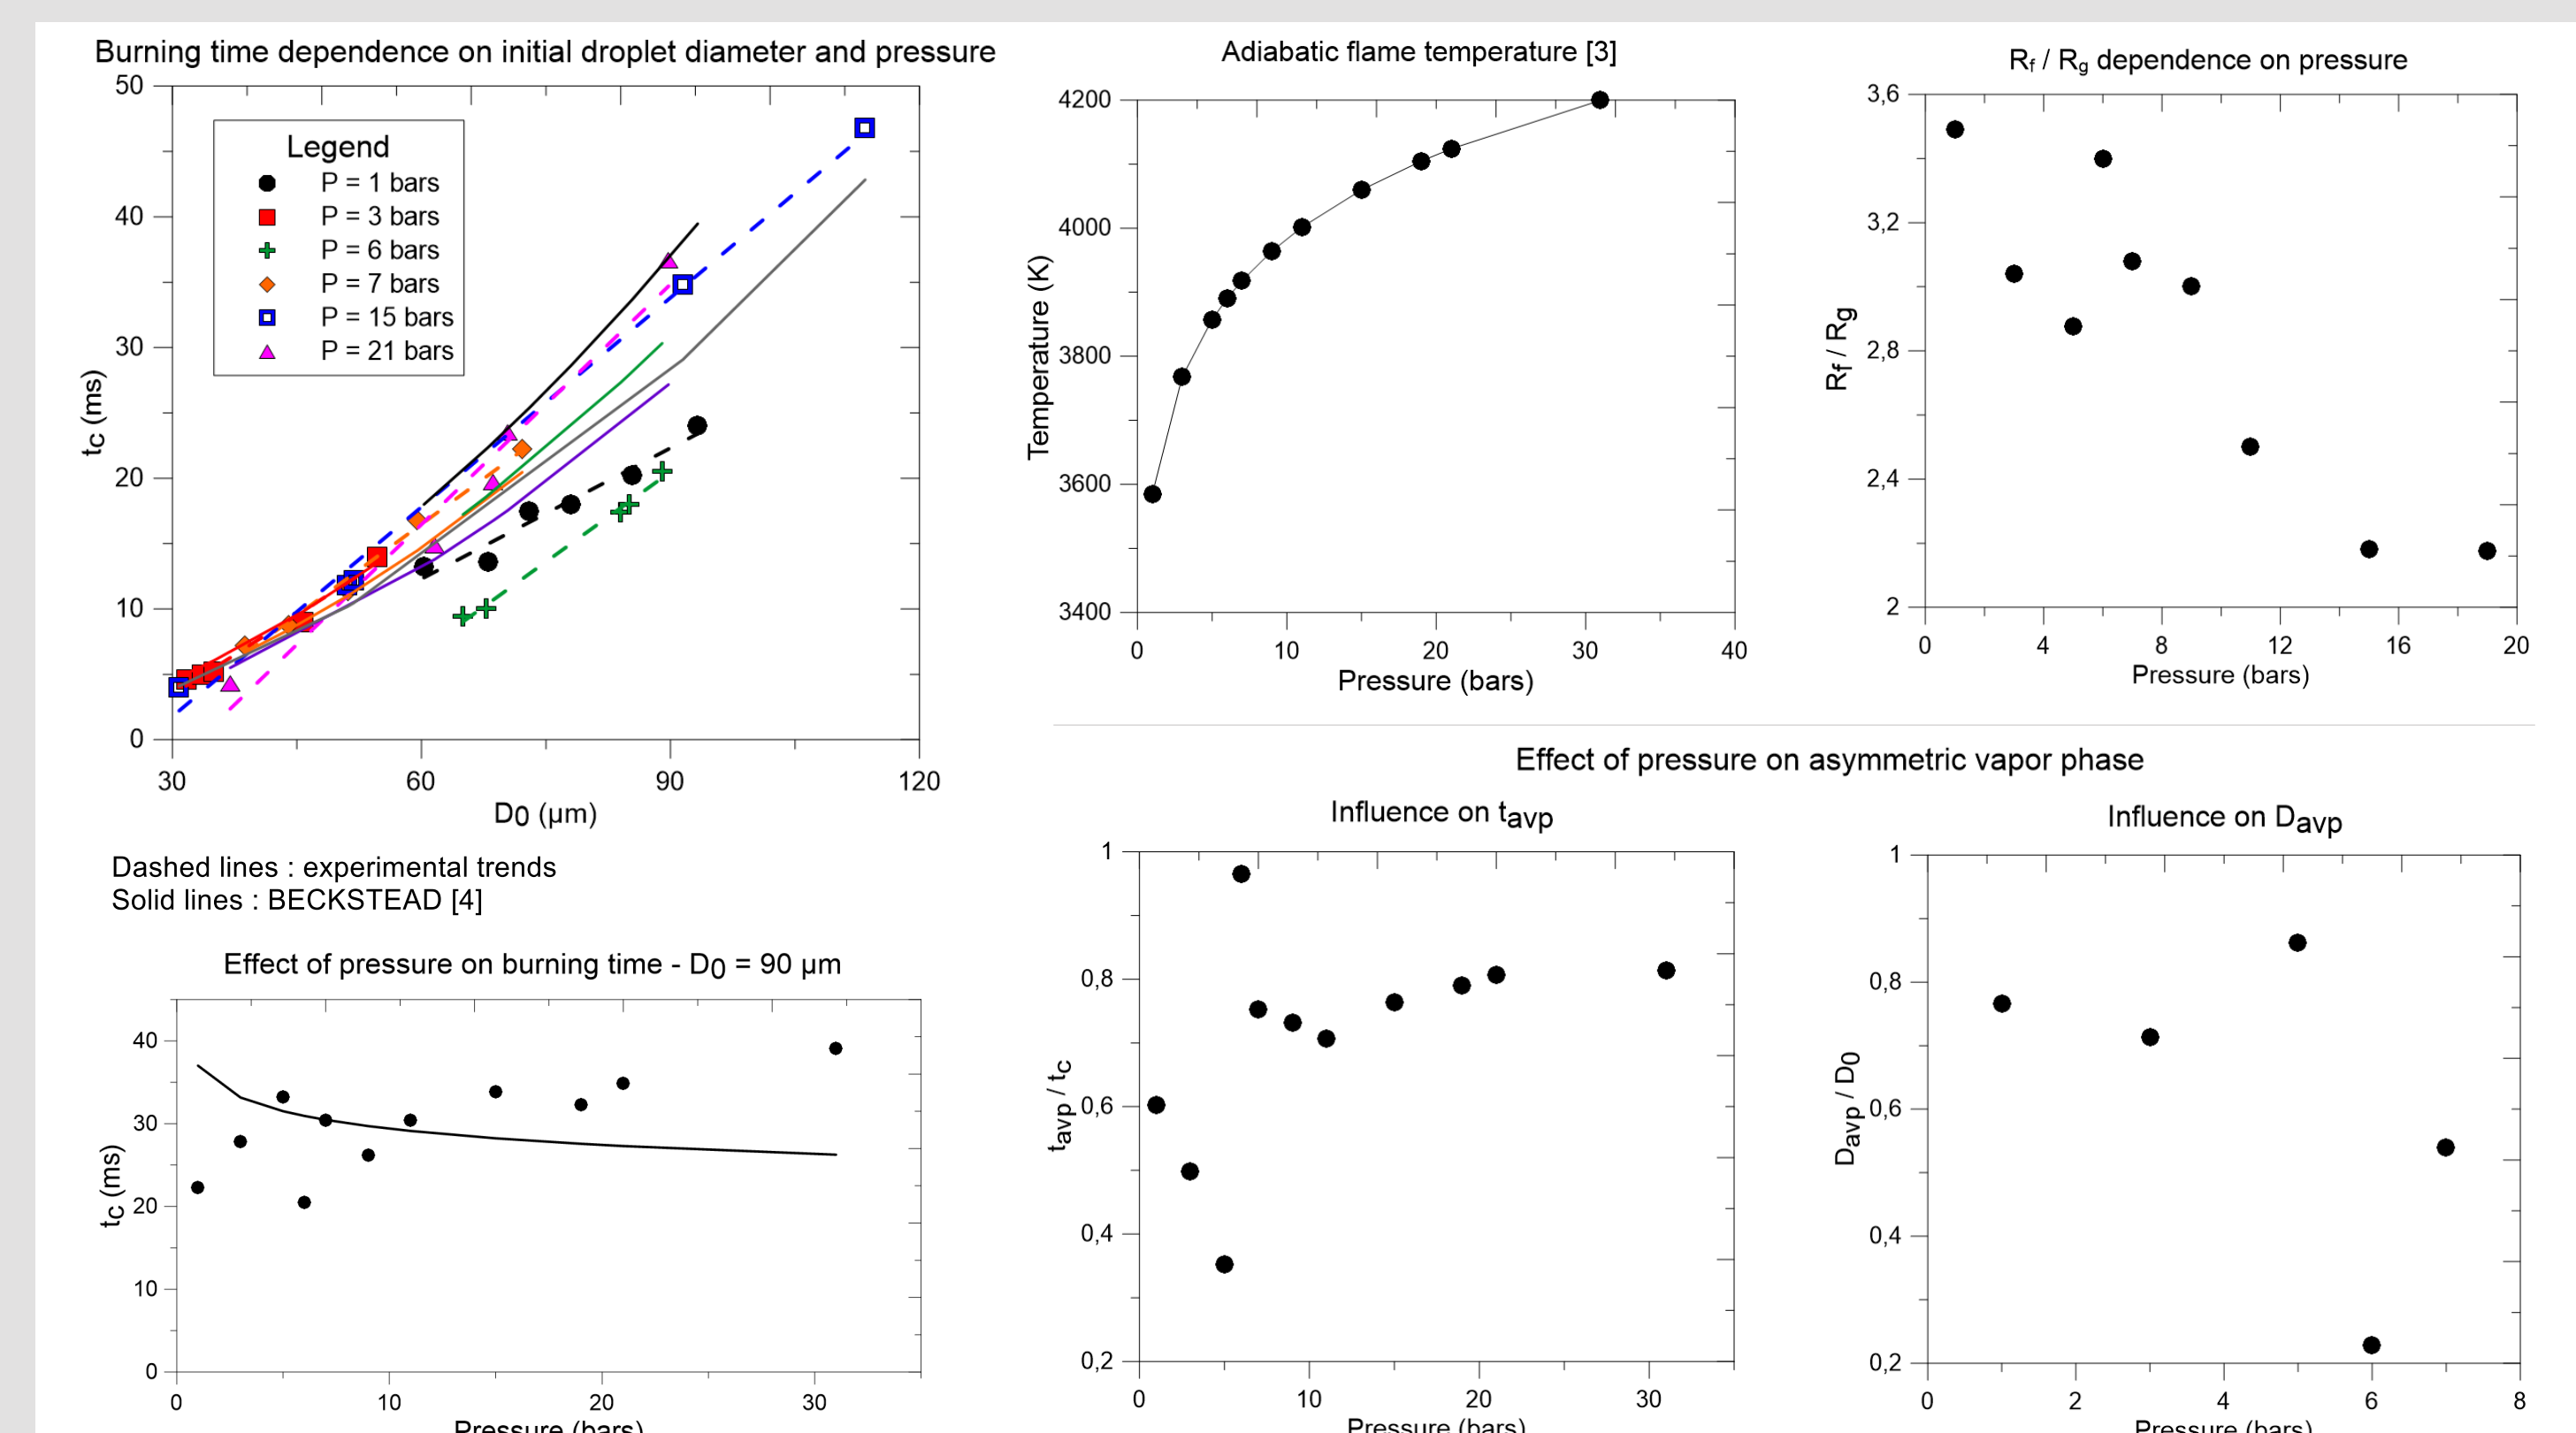 Burning time dependence on initial droplet diameter and pressure
50
40
30
20
10
0
tc (ms)
Legend
P = 1 bars
P = 3 bars
P = 6 bars
P = 7 bars
P = 15 bars
P = 21 bars
30 60 90 120
D0 (µm)
Dashed lines : experimental trends
Solid lines : BECKSTEAD [4]
Effect of pressure on burning time - D0 = 90 µm
40
30
20
10
0
tc (ms)
0 10 20 30
Pressure (bars)
Adiabatic flame temperature [3]
4200
4000
3800
3600
3400
Temperature (K)
0 10 20 30 40
Pressure (bars)
Rf / Rg dependence on pressure
3,6
3,2
2,8
2,4
2
Rf / Rg
0 4 8 12 16 20
Pressure (bars)
Effect of pressure on asymmetric vapor phase
Influence on tavp
1
0,8
0,6
0,4
0,2
tavp / tc
0 10 20 30
Pressure (bars)
Influence on Davp
1
0,8
0,6
0,4
0,2
Davp / D0
0 2 4 6 8
Pressure (bars)